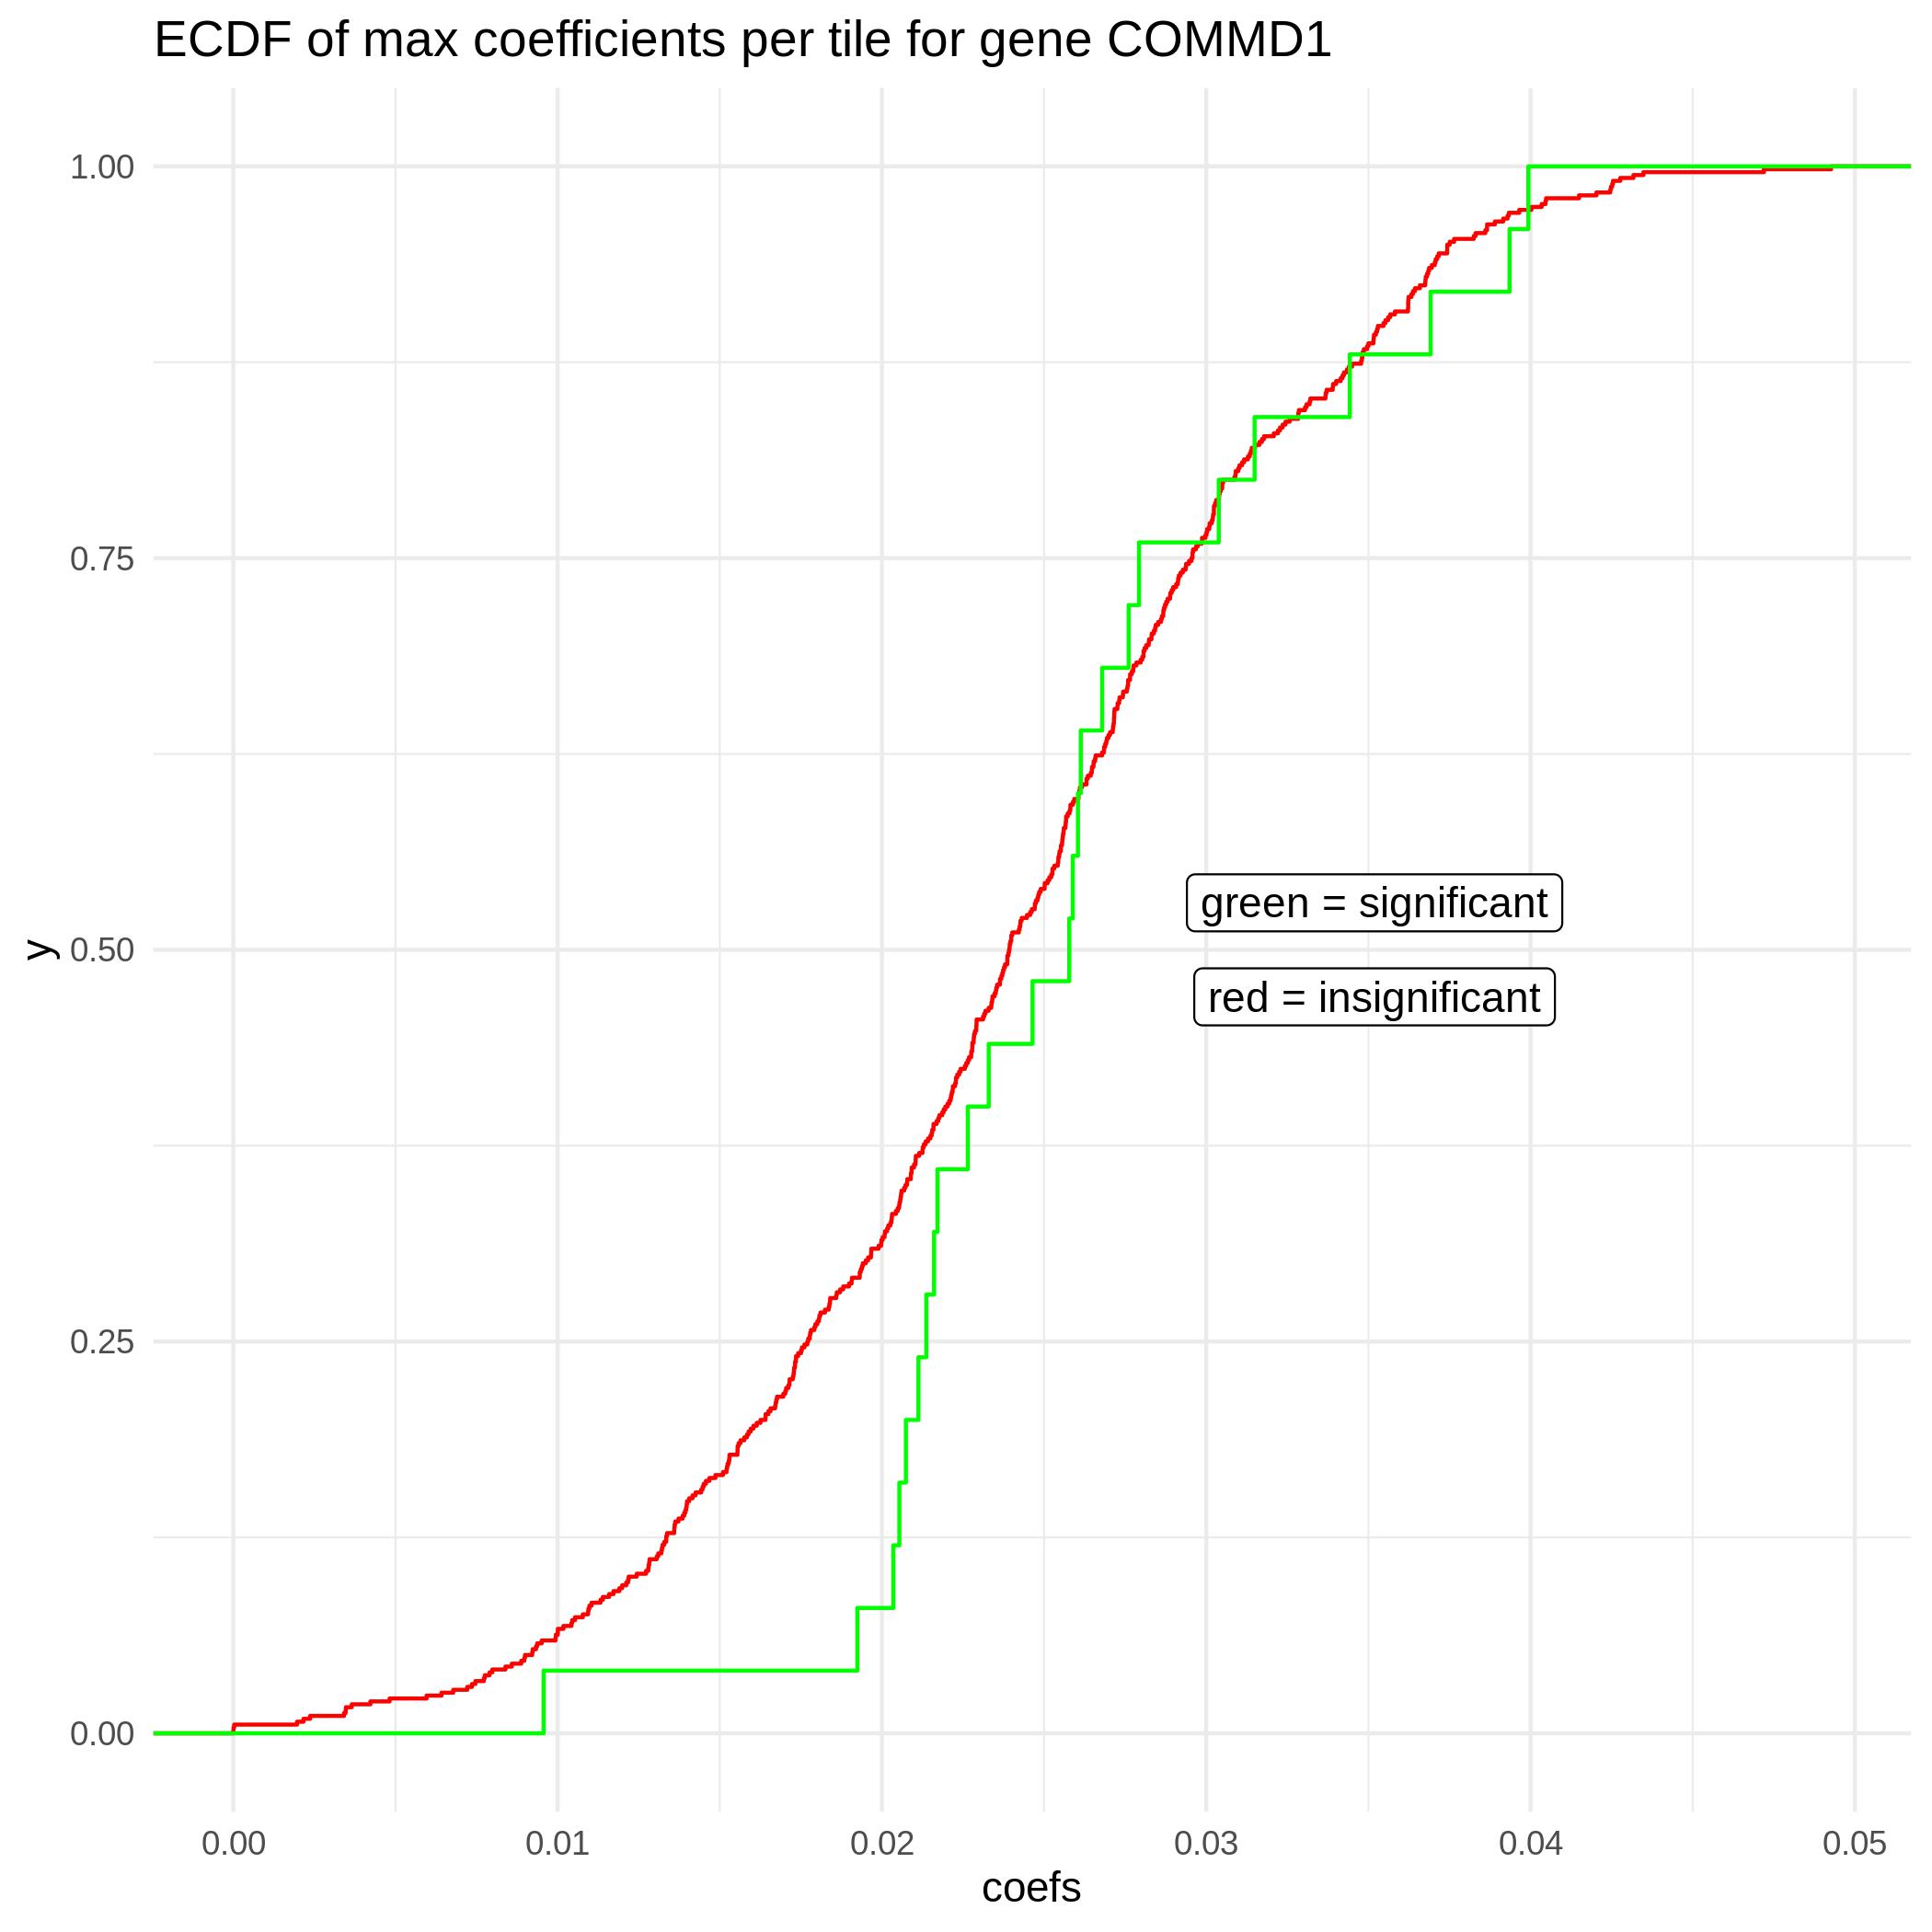 ECDF of max coefficients per tile for gene COMMD1
1.00
0.75
0.50
0.25
0.00
y
green = significant
red = insignificant
0.00 0.01 0.02 0.03 0.04 0.05
coefs